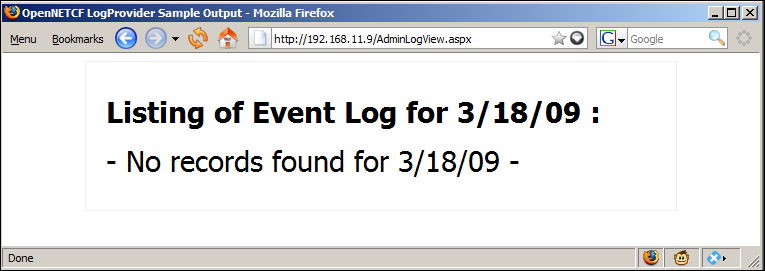 OpenNETCF LogProvider Sample Output - Mozilla Firefox
Menu Bookmarks http://192.168.11.9/AdminLogView.aspx G Google
Listing of Event Log for 3/18/09 :
- No records found for 3/18/09 -
Done